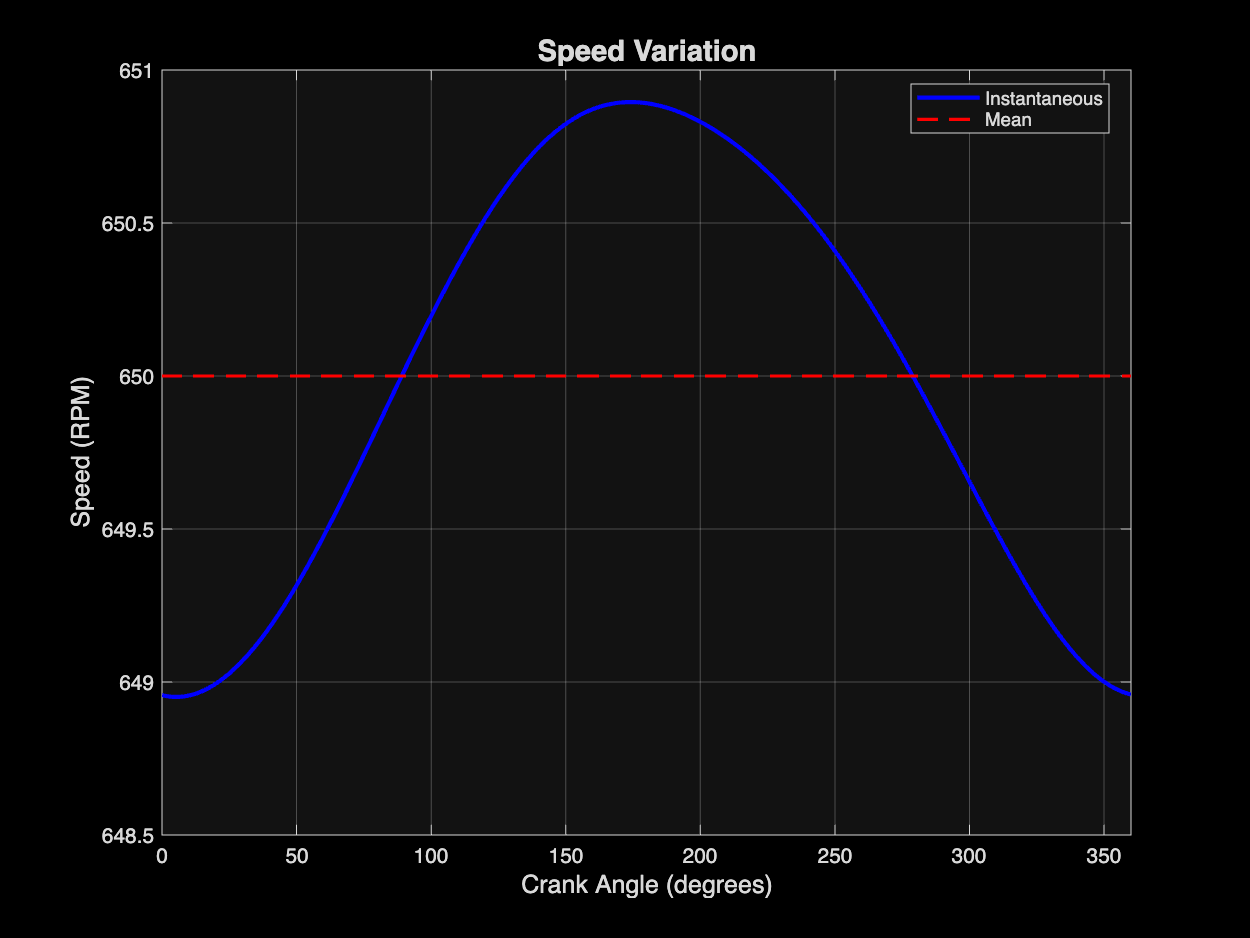 Speed Variation
Instantaneous
Mean
651
650.5
650
649.5
649
648.5
Speed (RPM)
0 50 100 150 200 250 300 350
Crank Angle (degrees)